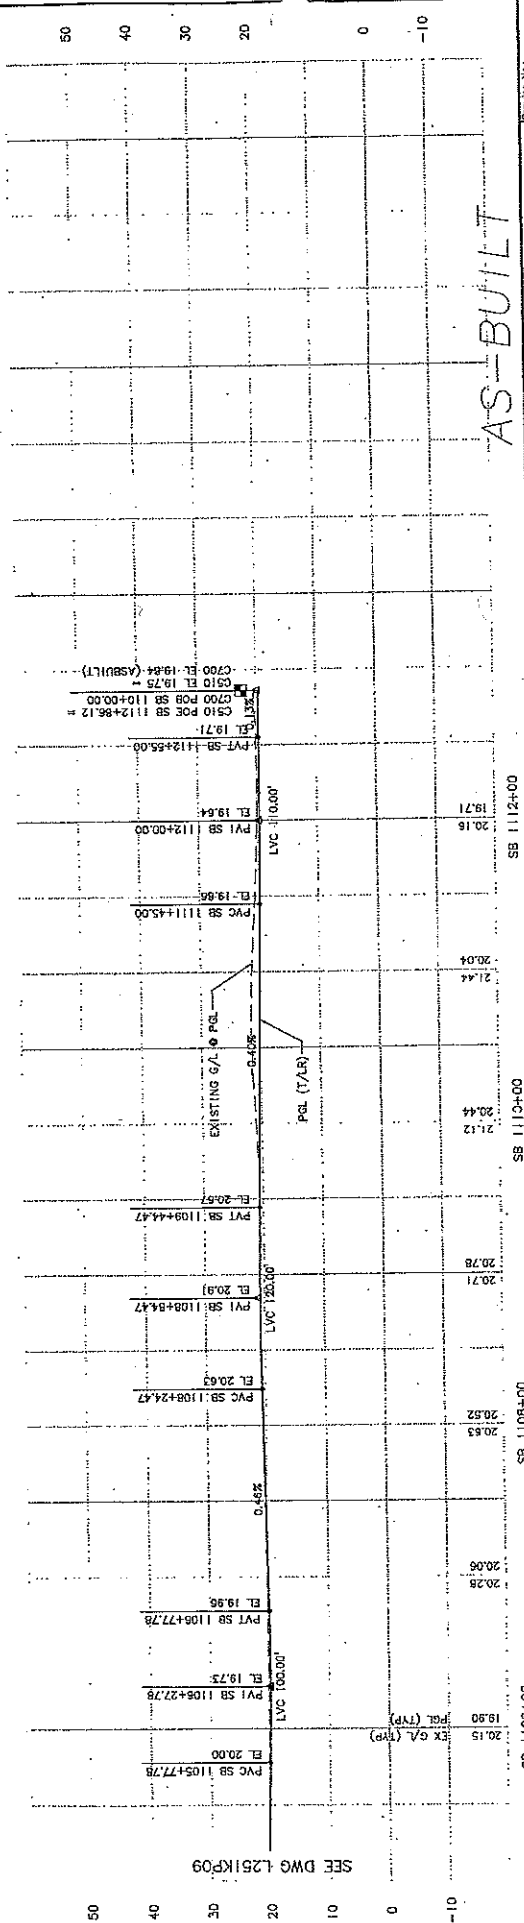 50
40
30
20
10
0
-10
SEE DWG L251KP09
PVC SB 1105+77.78
EL 20.00
PVI SB 1106+27.78
EL 19.73
LVC 100.00'
PVT SB 1106+77.78
EL 19.96
0.46%
PVC SB 1108+24.47
EL 20.63
PVI SB 1108+84.47
EL 20.91
LVC 120.00'
PVT SB 1109+44.47
EL 20.67
EXISTING G/L @ PGL
-0.40%
PGL (T/LR)
PVC SB 1111+45.00
EL 19.86
PVI SB 1112+00.00
EL 19.64
LVC 110.00'
PVT SB 1112+55.00
EL 19.71
0.13%
C510 POE SB 1112+86.12 =
C700 POB SB 110+00.00
C510 EL 19.75 =
C700 EL 19.84 (ASBUILT)
20.15 EX G/L (TYP)
19.90 PGL (TYP)
20.28
20.06
20.63
20.52
SB 1108+00
20.71
20.78
21.12
20.44
SB 1110+00
21.44
20.04
20.16
19.71
SB 1112+00
50
40
30
20
10
0
-10
AS-BUILT